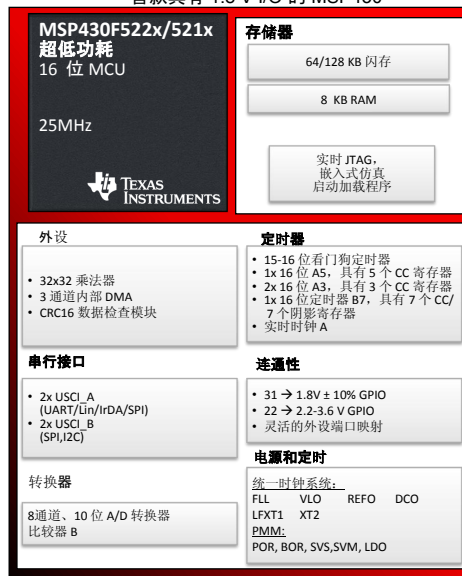 MSP430F522x/521x
超低功耗
16 位 MCU
25MHz
TEXAS
INSTRUMENTS
存储器
64/128 KB 闪存
8 KB RAM
实时 JTAG，
嵌入式仿真
启动加载程序
外设
• 32x32 乘法器
• 3 通道内部 DMA
• CRC16 数据检查模块
定时器
• 15-16 位看门狗定时器
• 1x 16 位 A5，具有 5 个 CC 寄存器
• 2x 16 位 A3，具有 3 个 CC 寄存器
• 1x 16 位定时器 B7，具有 7 个 CC/
7 个阴影寄存器
• 实时时钟 A
串行接口
• 2x USCI_A
(UART/Lin/IrDA/SPI)
• 2x USCI_B
(SPI,I2C)
连通性
• 31 → 1.8V ± 10% GPIO
• 22 → 2.2-3.6 V GPIO
• 灵活的外设端口映射
转换器
8通道、10 位 A/D 转换器
比较器 B
电源和定时
统一时钟系统：
FLL VLO REFO DCO
LFXT1 XT2
PMM:
POR, BOR, SVS,SVM, LDO